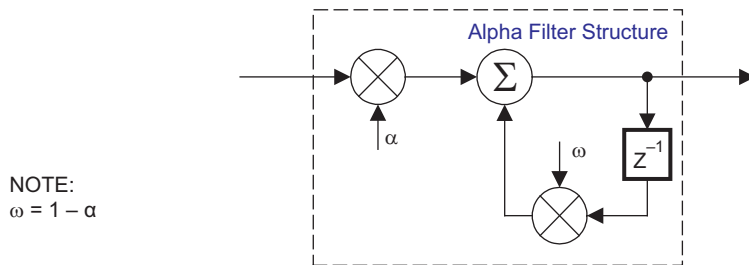 Alpha Filter Structure
Σ
α
ω
Z⁻¹
NOTE:
ω = 1 – α